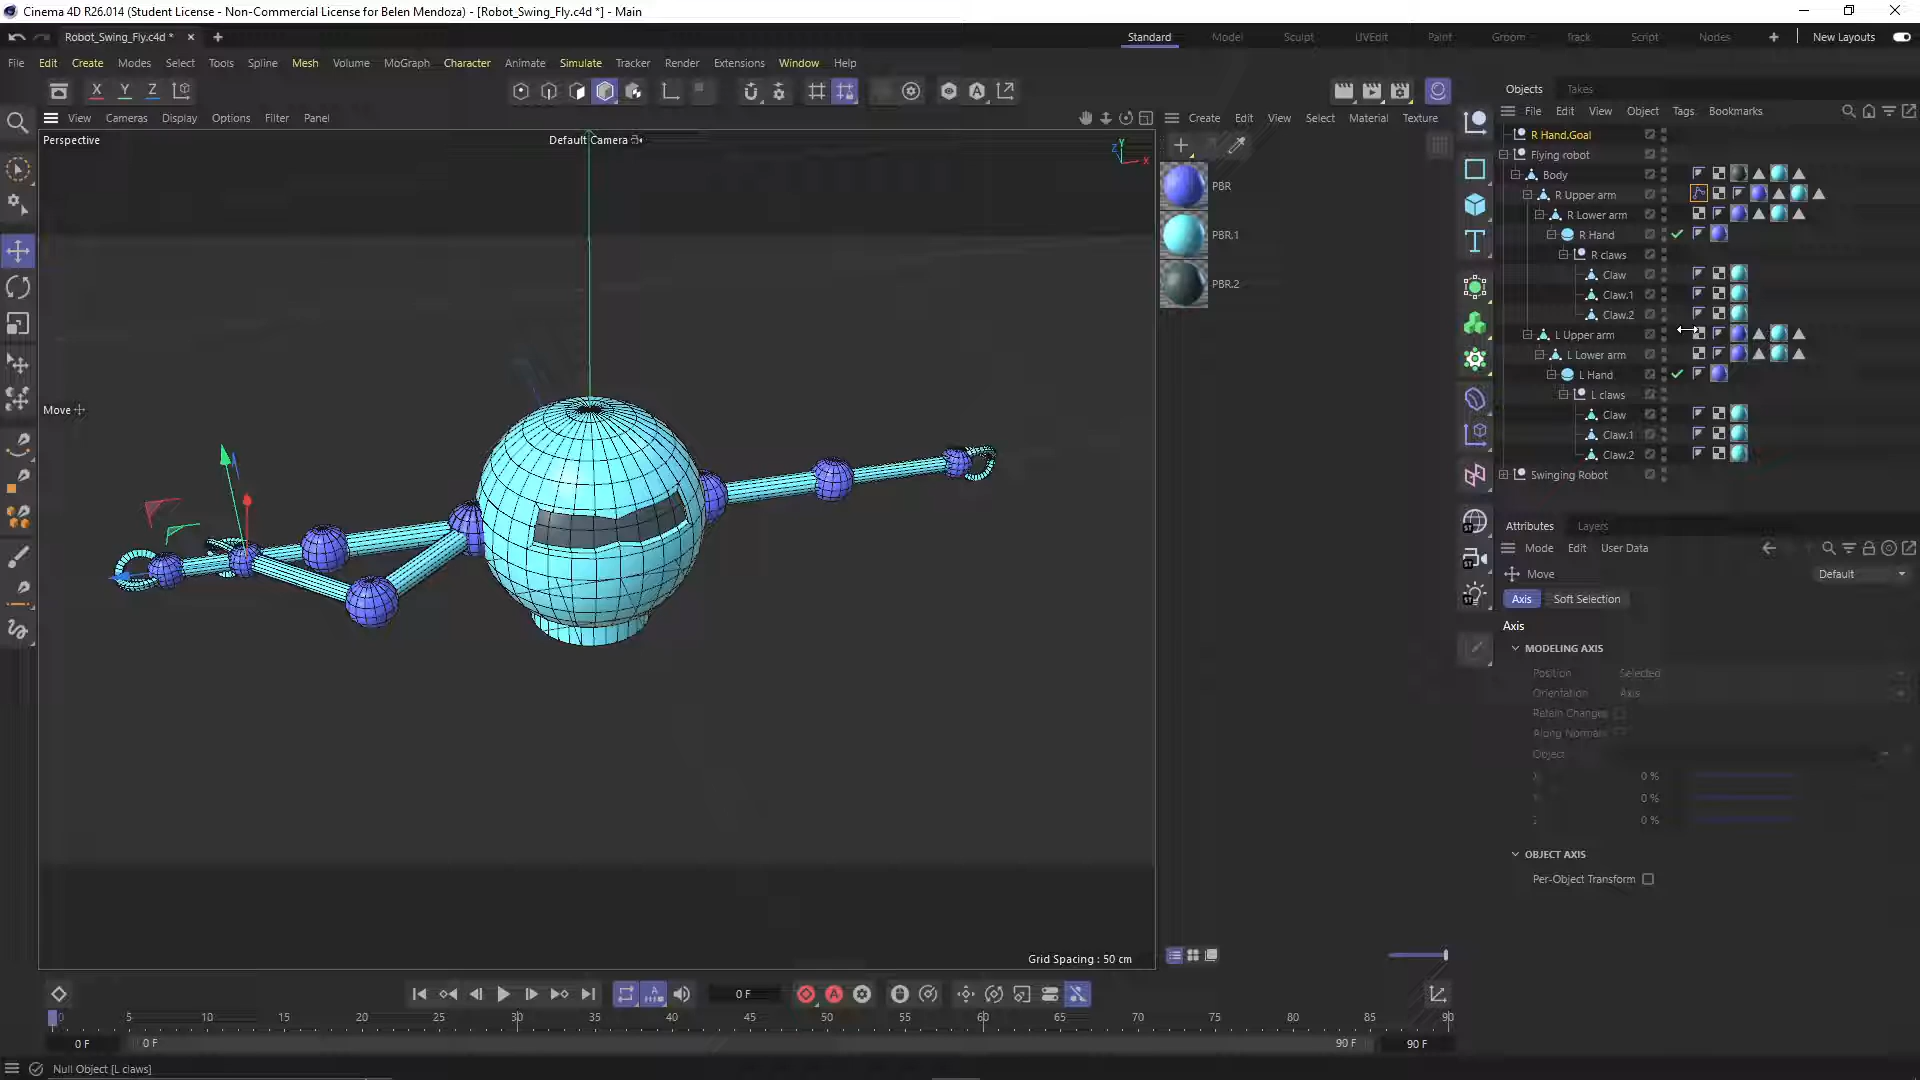 Cinema 4D R26.014 (Student License - Non-Commercial License for Belen Mendoza) - [Robot_Swing_Fly.c4d *] - Main
Robot_Swing_Fly.c4d *
Standard Model Sculpt UVEdit Paint Groom Track Script Nodes New Layouts
File Edit Create Modes Select Tools Spline Mesh Volume MoGraph Character Animate Simulate Tracker Render Extensions Window Help
X Y Z
View Cameras Display Options Filter Panel
Perspective
Default Camera
Y
Z
X
Move
Grid Spacing : 50 cm
Create Edit View Select Material Texture
PBR
PBR.1
PBR.2
Objects Takes
File Edit View Object Tags Bookmarks
R Hand.Goal
Flying robot
Body
R Upper arm
R Lower arm
R Hand
R claws
Claw
Claw.1
Claw.2
L Upper arm
L Lower arm
L Hand
L claws
Claw
Claw.1
Claw.2
Swinging Robot
Attributes Layers
Mode Edit User Data
Move Default
Axis Soft Selection
Axis
MODELING AXIS
Position Selected
Orientation Axis
Retain Changes
Along Normals
Object
0 %
0 %
0 %
OBJECT AXIS
Per-Object Transform
0 F
0 5 10 15 20 25 30 35 40 45 50 55 60 65 70 75 80 85 90
0 F 0 F 90 F 90 F
Null Object [L claws]